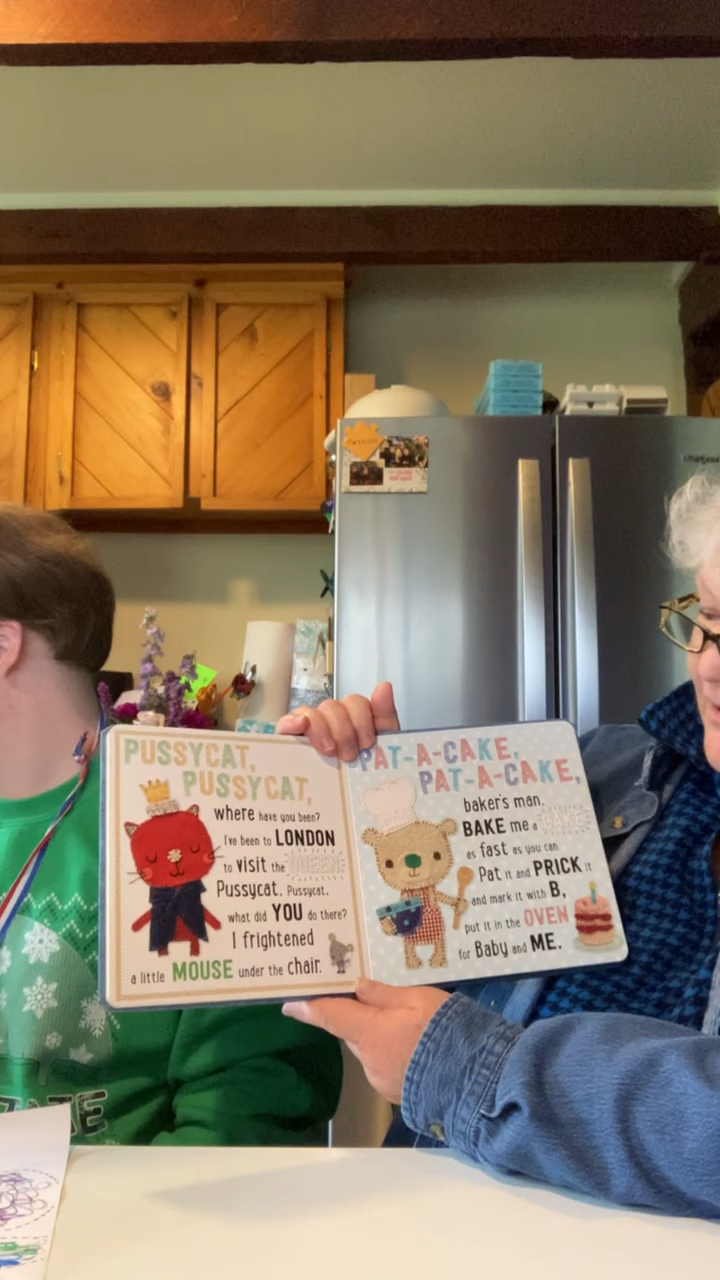 PUSSYCAT,
PUSSYCAT,
where have you been?
I've been to LONDON
to visit the QUEEN
Pussycat, Pussycat,
what did YOU do there?
I frightened
a little MOUSE under the chair.
PAT-A-CAKE,
PAT-A-CAKE,
baker's man,
BAKE me a CAKE
as fast as you can
Pat it and PRICK it
and mark it with B,
put it in the OVEN
for Baby and ME.